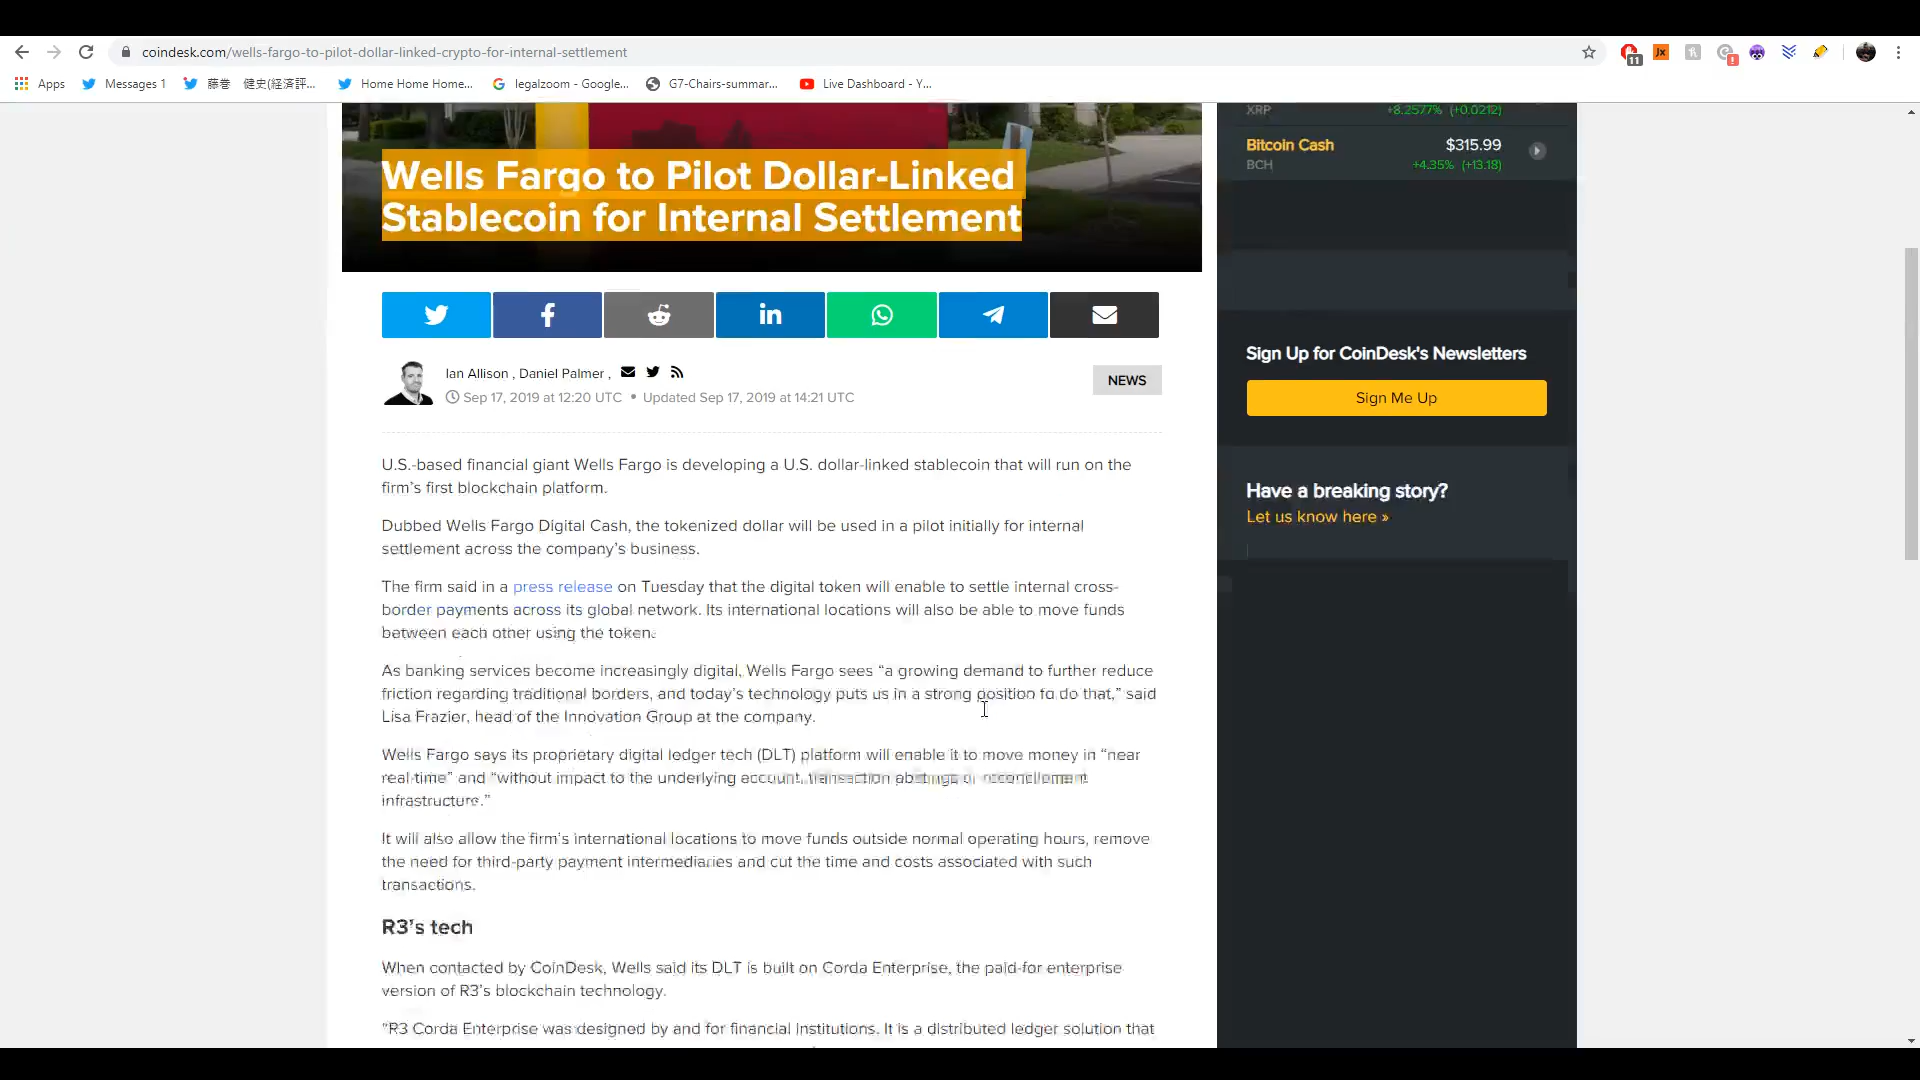 coindesk.com/wells-fargo-to-pilot-dollar-linked-crypto-for-internal-settlement
11
Apps
Messages 1
藤巻 健史(経済評...
Home Home Home...
legalzoom - Google...
G7-Chairs-summar...
Live Dashboard - Y...
XRP
+8.2577% (+0.0212)
Bitcoin Cash
$315.99
BCH
+4.35% (+13.18)
Wells Fargo to Pilot Dollar-Linked
Stablecoin for Internal Settlement
Ian Allison , Daniel Palmer ,
Sep 17, 2019 at 12:20 UTC • Updated Sep 17, 2019 at 14:21 UTC
NEWS
Sign Up for CoinDesk's Newsletters
Sign Me Up
Have a breaking story?
Let us know here »
U.S.-based financial giant Wells Fargo is developing a U.S. dollar-linked stablecoin that will run on the
firm's first blockchain platform.
Dubbed Wells Fargo Digital Cash, the tokenized dollar will be used in a pilot initially for internal
settlement across the company's business.
The firm said in a press release on Tuesday that the digital token will enable to settle internal cross-
border payments across its global network. Its international locations will also be able to move funds
between each other using the token.
As banking services become increasingly digital, Wells Fargo sees “a growing demand to further reduce
friction regarding traditional borders, and today's technology puts us in a strong position to do that,” said
Lisa Frazier, head of the Innovation Group at the company.
Wells Fargo says its proprietary digital ledger tech (DLT) platform will enable it to move money in “near
real-time” and “without impact to the underlying account, transaction or reconcilement
infrastructure.”
It will also allow the firm's international locations to move funds outside normal operating hours, remove
the need for third-party payment intermediaries and cut the time and costs associated with such
transactions.
R3's tech
When contacted by CoinDesk, Wells said its DLT is built on Corda Enterprise, the paid-for enterprise
version of R3's blockchain technology.
“R3 Corda Enterprise was designed by and for financial institutions. It is a distributed ledger solution that